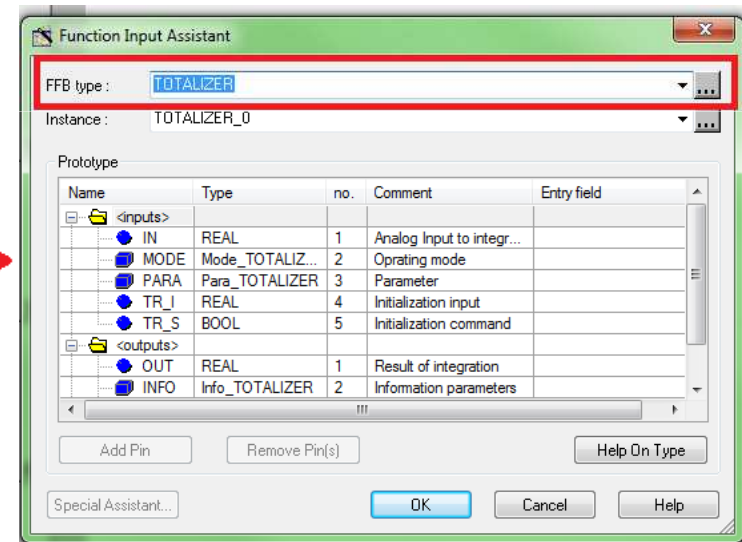 Function Input Assistant
FFB type : TOTALIZER ...
Instance : TOTALIZER_0 ...
Prototype
Name Type no. Comment Entry field
<inputs>
IN REAL 1 Analog Input to integr...
MODE Mode_TOTALIZ... 2 Oprating mode
PARA Para_TOTALIZER 3 Parameter
TR_I REAL 4 Initialization input
TR_S BOOL 5 Initialization command
<outputs>
OUT REAL 1 Result of integration
INFO Info_TOTALIZER 2 Information parameters
Add Pin Remove Pin(s) Help On Type
Special Assistant... OK Cancel Help